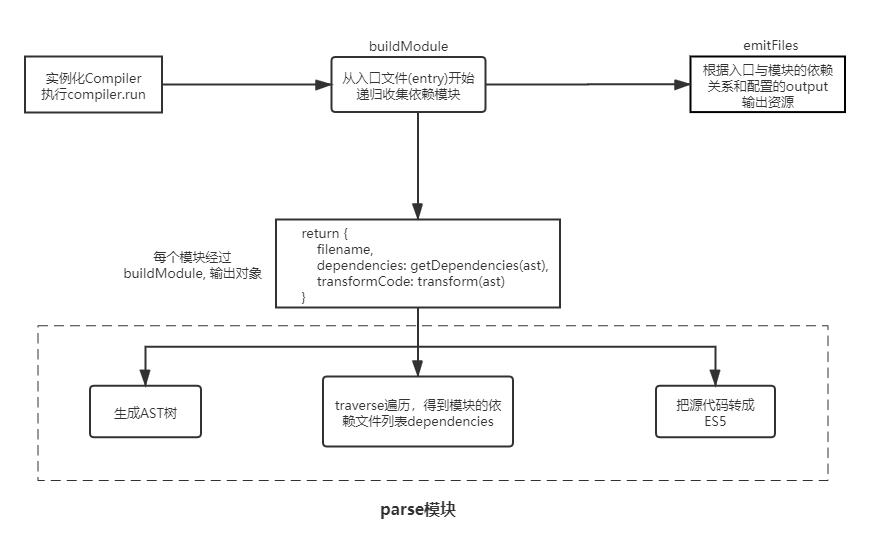 buildModule
emitFiles
实例化Compiler
执行compiler.run
从入口文件(entry)开始
递归收集依赖模块
根据入口与模块的依赖
关系和配置的output
输出资源
每个模块经过
buildModule, 输出对象
return {
filename,
dependencies: getDependencies(ast),
transformCode: transform(ast)
}
生成AST树
traverse遍历，得到模块的依
赖文件列表dependencies
把源代码转成
ES5
parse模块